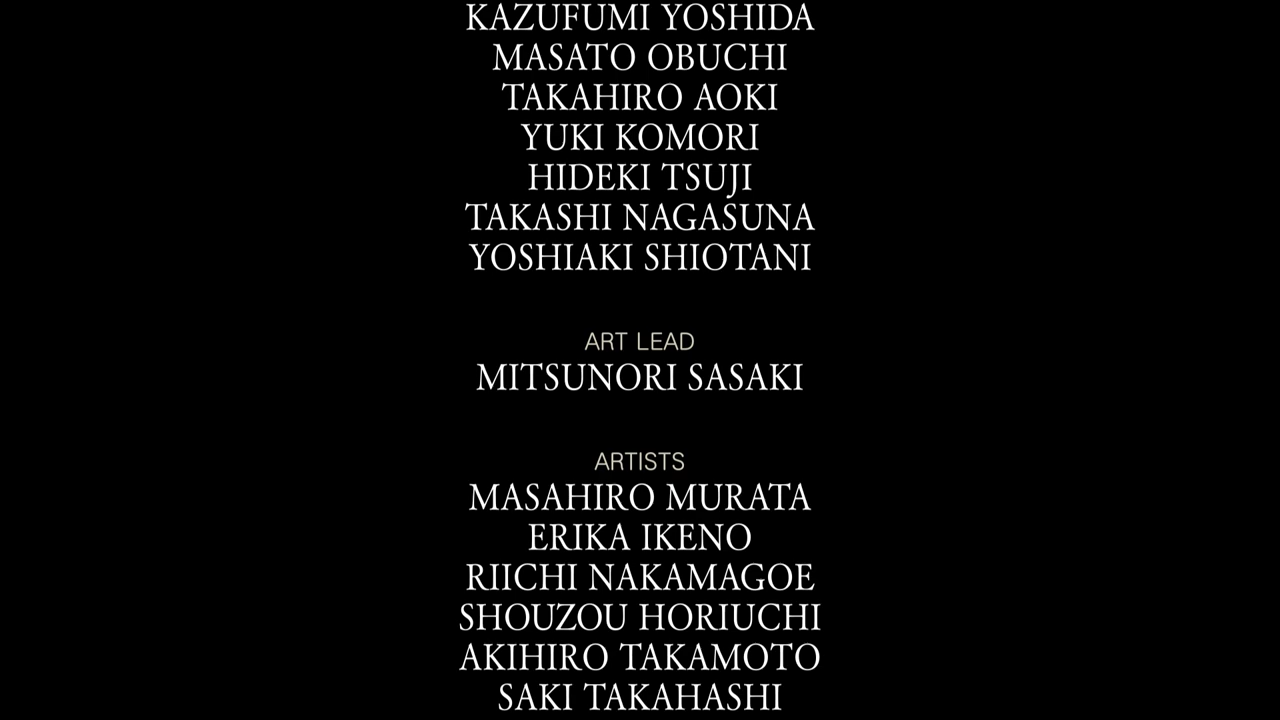 KAZUFUMI YOSHIDA
MASATO OBUCHI
TAKAHIRO AOKI
YUKI KOMORI
HIDEKI TSUJI
TAKASHI NAGASUNA
YOSHIAKI SHIOTANI
ART LEAD
MITSUNORI SASAKI
ARTISTS
MASAHIRO MURATA
ERIKA IKENO
RIICHI NAKAMAGOE
SHOUZOU HORIUCHI
AKIHIRO TAKAMOTO
SAKI TAKAHASHI